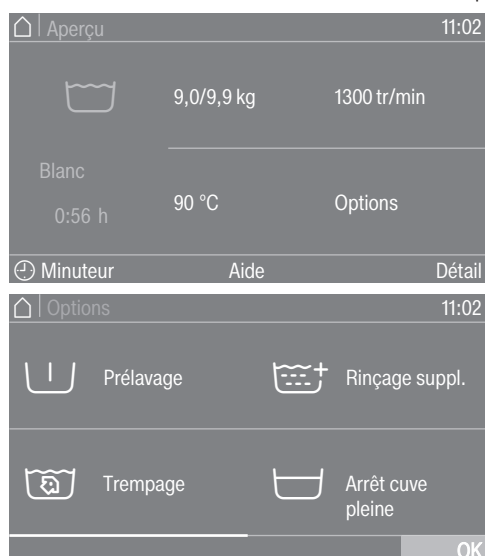 Aperçu 11:02
9,0/9,9 kg 1300 tr/min
Blanc
0:56 h
90 °C Options
Minuteur Aide Détail
Options 11:02
Prélavage Rinçage suppl.
Trempage Arrêt cuve
pleine
OK